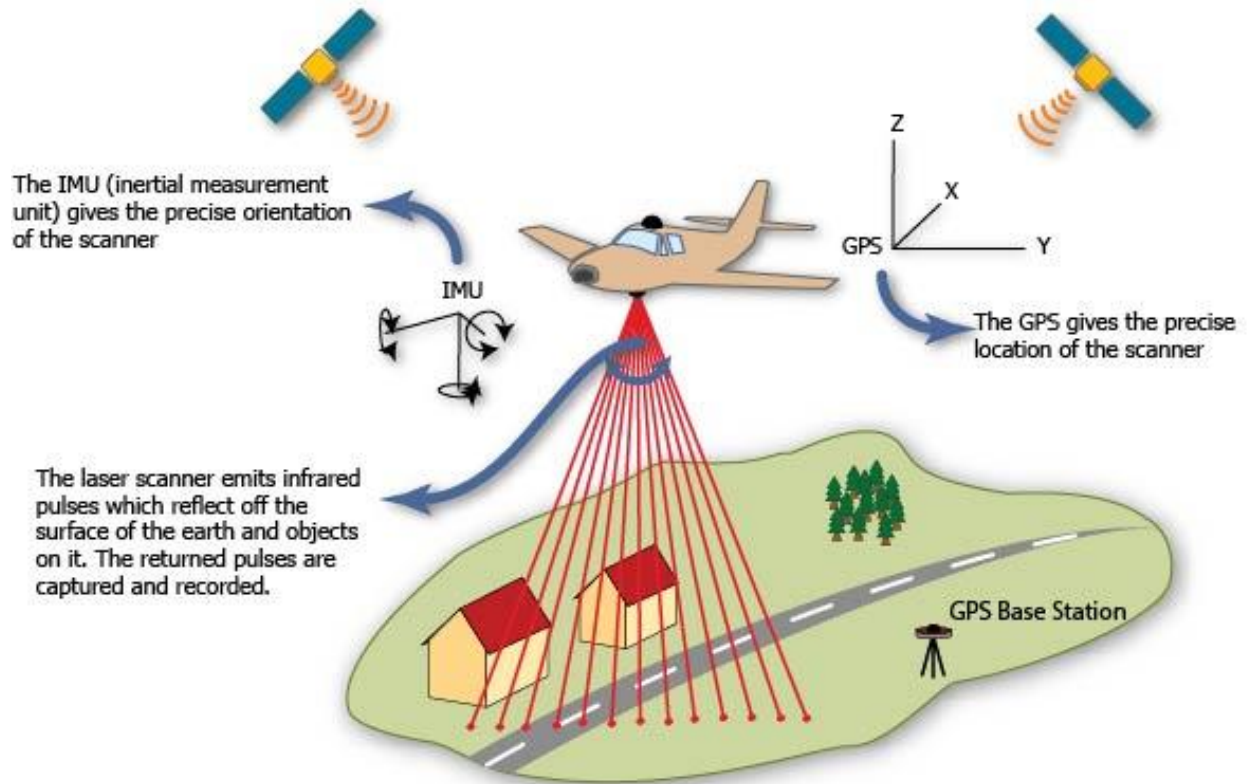 The IMU (inertial measurement
unit) gives the precise orientation
of the scanner
IMU
Z
X
GPS
Y
The GPS gives the precise
location of the scanner
The laser scanner emits infrared
pulses which reflect off the
surface of the earth and objects
on it. The returned pulses are
captured and recorded.
GPS Base Station